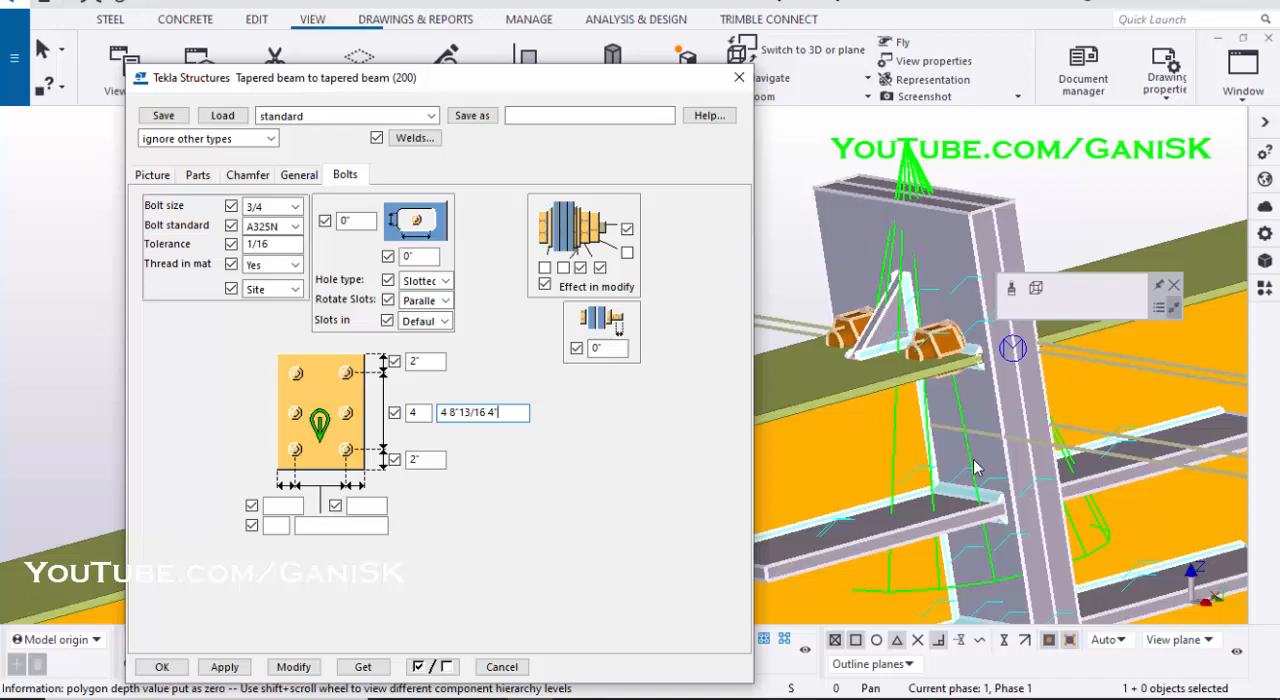 STEEL CONCRETE EDIT VIEW DRAWINGS & REPORTS MANAGE ANALYSIS & DESIGN TRIMBLE CONNECT Quick Launch
Switch to 3D or plane
Fly
View properties
Representation
Screenshot
Document manager
Drawing properties
Window
Tekla Structures Tapered beam to tapered beam (200)
Save Load standard Save as Help...
ignore other types Welds...
Picture Parts Chamfer General Bolts
Bolt size 3/4
Bolt standard A325N
Tolerance 1/16
Thread in mat Yes
Site
0"
0"
Hole type: Slottec
Rotate Slots: Paralle
Slots in Defaul
Effect in modify
0"
2"
4 4 8"13/16 4"
2"
YouTube.com/GaniSK
YouTube.com/GaniSK
Model origin
OK Apply Modify Get / Cancel
Auto View plane
Outline planes
Information: polygon depth value put as zero -- Use shift+scroll wheel to view different component hierarchy levels
S 0 Pan Current phase: 1, Phase 1 1 + 0 objects selected